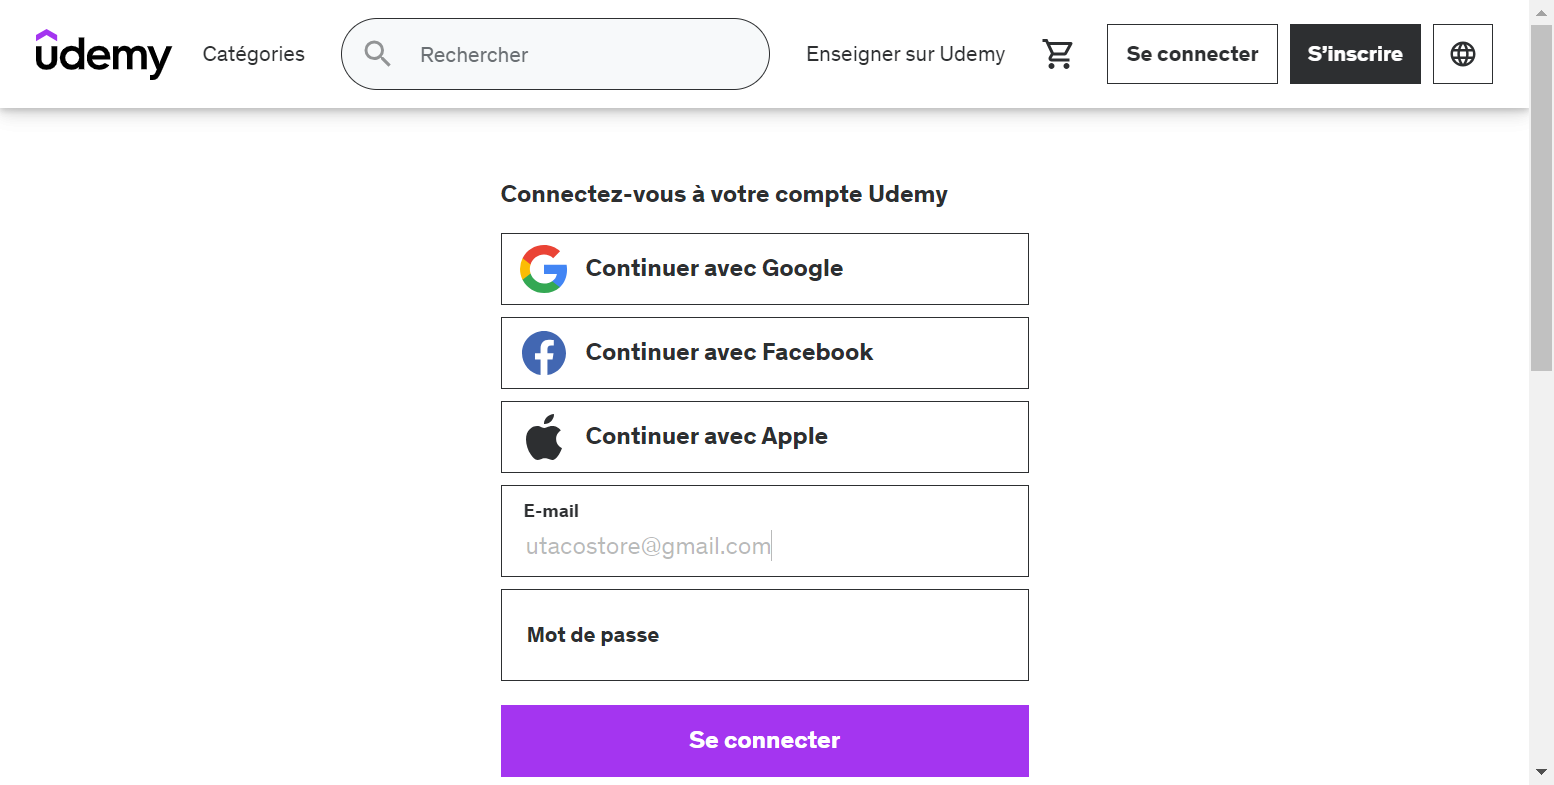 udemy
Catégories
Rechercher
Enseigner sur Udemy
Se connecter
S’inscrire
Connectez-vous à votre compte Udemy
Continuer avec Google
Continuer avec Facebook
Continuer avec Apple
E-mail
utacostore@gmail.com
Mot de passe
Se connecter